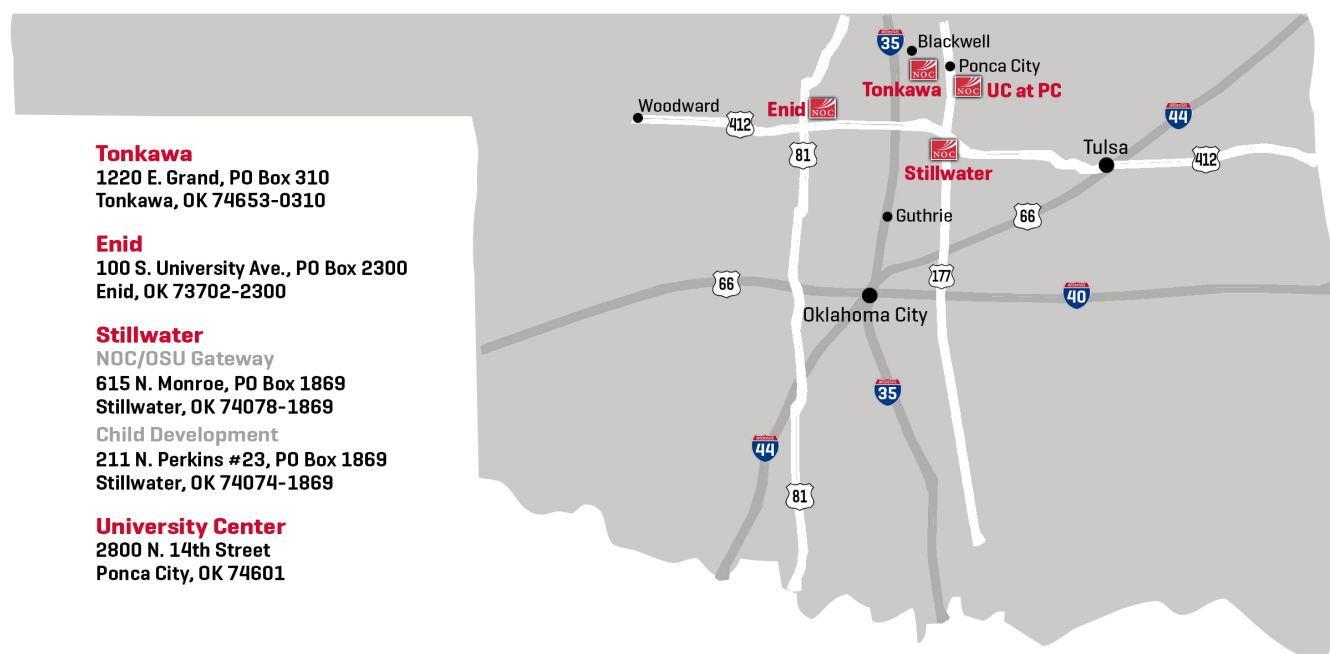 Tonkawa
1220 E. Grand, PO Box 310
Tonkawa, OK 74653-0310
Enid
100 S. University Ave., PO Box 2300
Enid, OK 73702-2300
Stillwater
NOC/OSU Gateway
615 N. Monroe, PO Box 1869
Stillwater, OK 74078-1869
Child Development
211 N. Perkins #23, PO Box 1869
Stillwater, OK 74074-1869
University Center
2800 N. 14th Street
Ponca City, OK 74601
35
Blackwell
Ponca City
NOC
Tonkawa
NOC
UC at PC
Woodward
Enid
NOC
412
44
81
NOC
Stillwater
Tulsa
412
Guthrie
66
66
177
40
Oklahoma City
35
44
81